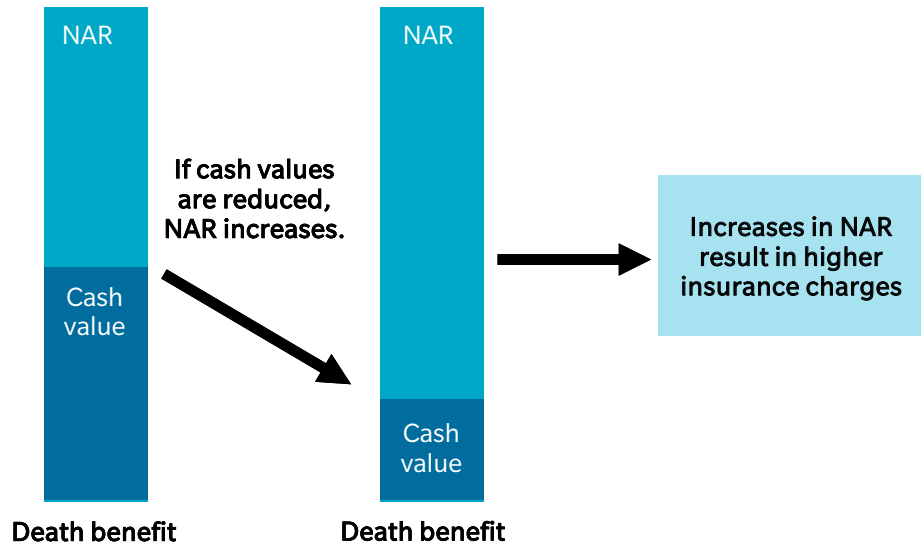 NAR
Cash
value
Death benefit
If cash values
are reduced,
NAR increases.
NAR
Cash
value
Death benefit
Increases in NAR
result in higher
insurance charges